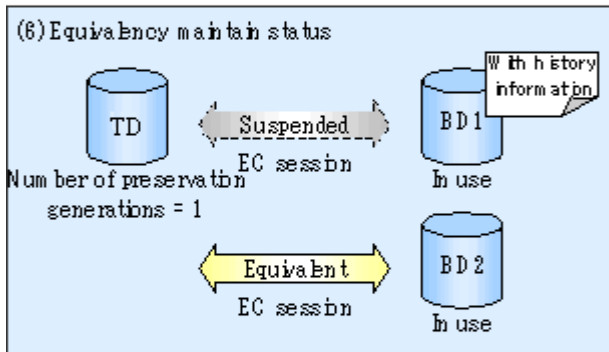 (6) Equivalency maintain status
With history
information
TD
Suspended
BD1
EC session
Number of preservation
generations = 1
In use
Equivalent
BD2
EC session
In use